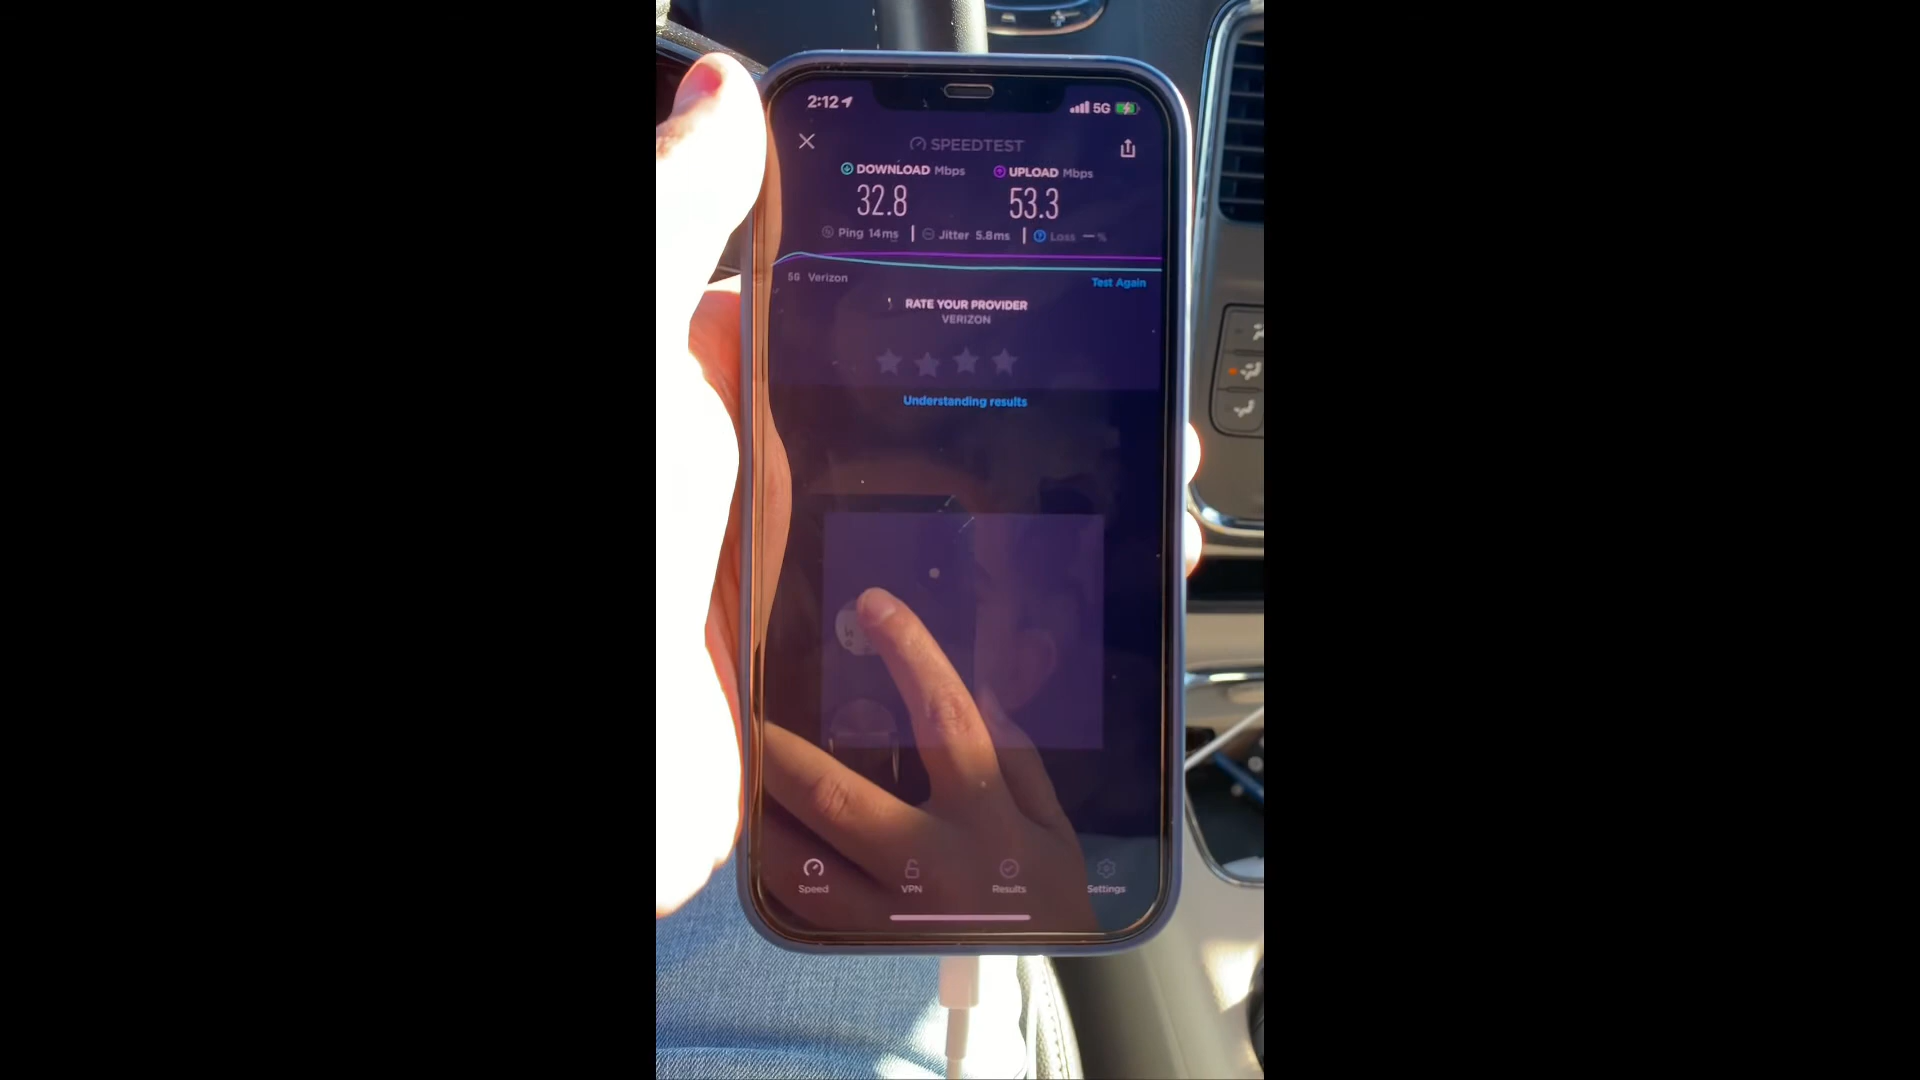 2:12 5G
SPEEDTEST
DOWNLOAD Mbps UPLOAD Mbps
32.8 53.3
Ping 14ms Jitter 5.8ms Loss — %
5G Verizon
Test Again
RATE YOUR PROVIDER
VERIZON
Understanding results
Speed VPN Results Settings